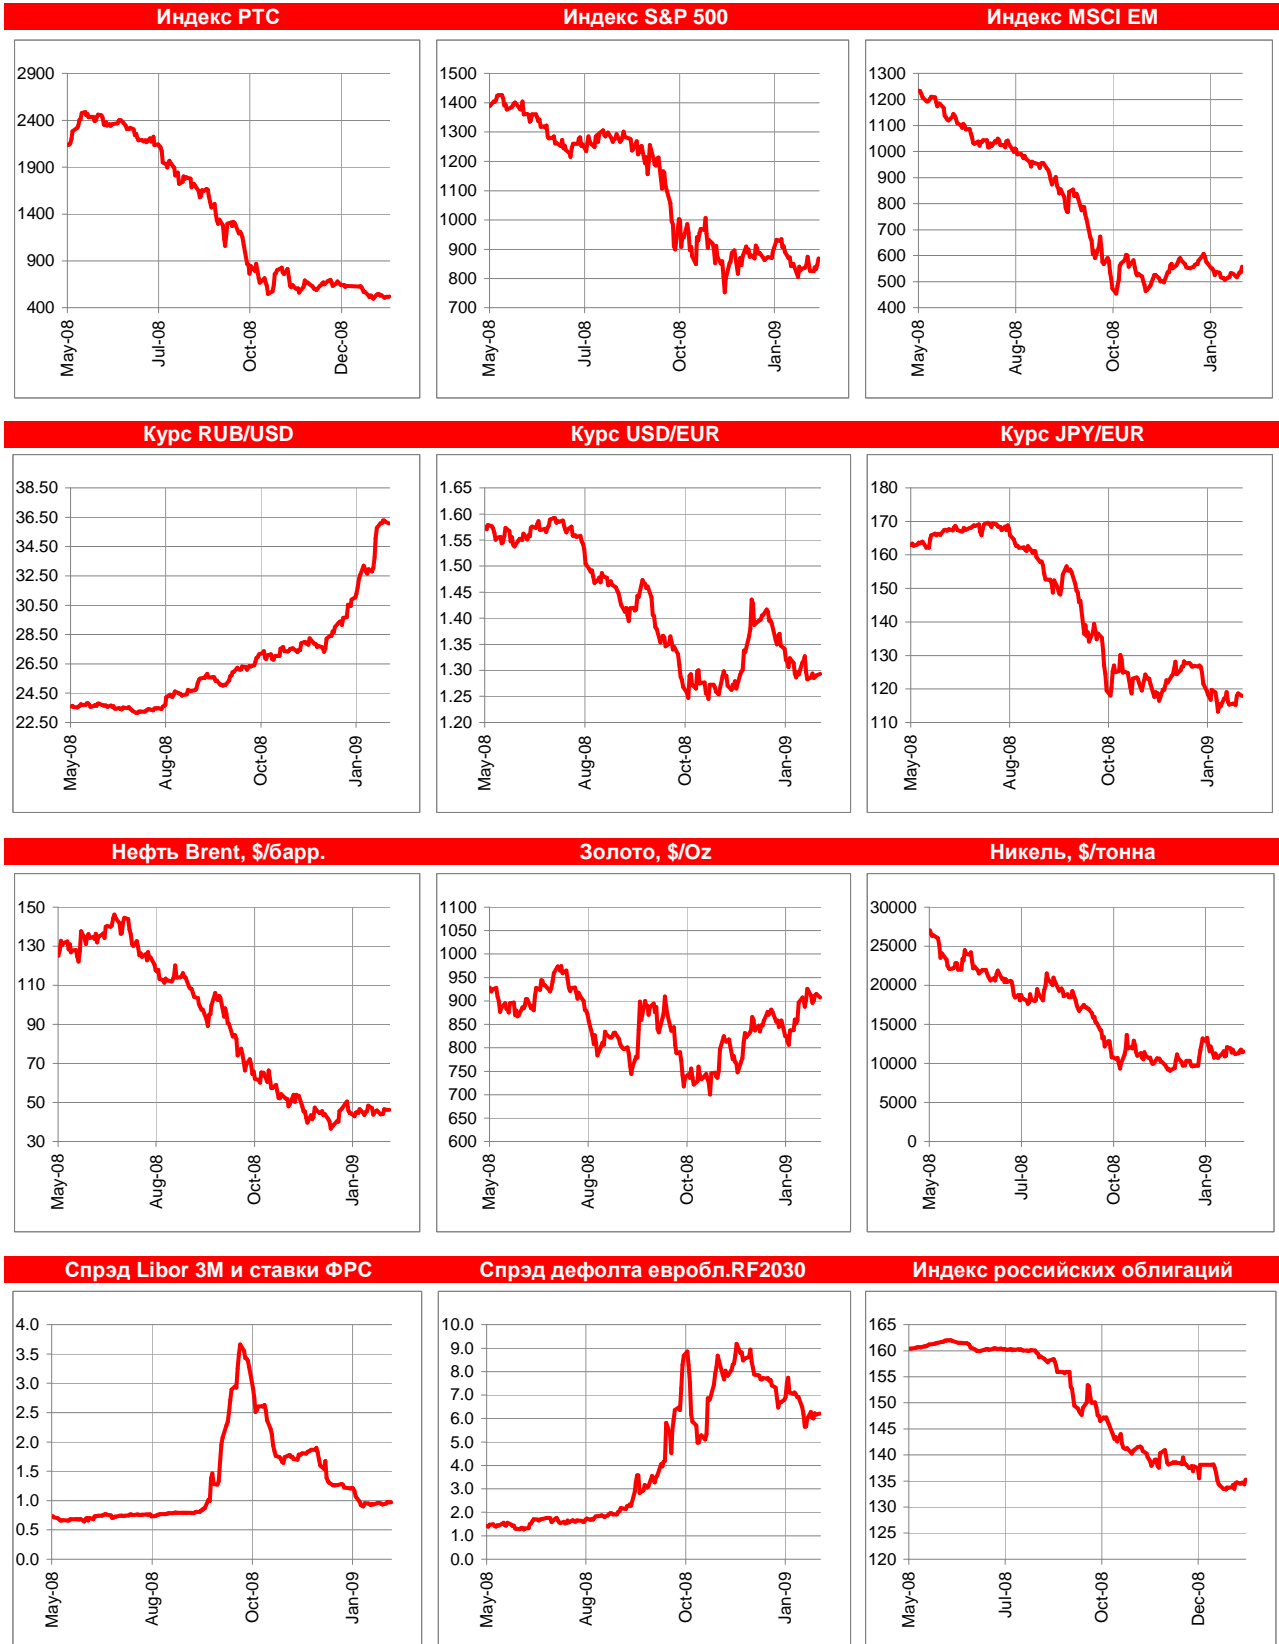 Индекс РТС
Индекс S&P 500
Индекс MSCI EM
2900
2400
1900
1400
900
400
May-08
Jul-08
Oct-08
Dec-08
1500
1400
1300
1200
1100
1000
900
800
700
May-08
Jul-08
Oct-08
Jan-09
1300
1200
1100
1000
900
800
700
600
500
400
May-08
Aug-08
Oct-08
Jan-09
Курс RUB/USD
Курс USD/EUR
Курс JPY/EUR
38.50
36.50
34.50
32.50
30.50
28.50
26.50
24.50
22.50
May-08
Aug-08
Oct-08
Jan-09
1.65
1.60
1.55
1.50
1.45
1.40
1.35
1.30
1.25
1.20
May-08
Aug-08
Oct-08
Jan-09
180
170
160
150
140
130
120
110
May-08
Aug-08
Oct-08
Jan-09
Нефть Brent, $/барр.
Золото, $/Oz
Никель, $/тонна
150
130
110
90
70
50
30
May-08
Aug-08
Oct-08
Jan-09
1100
1050
1000
950
900
850
800
750
700
650
600
May-08
Aug-08
Oct-08
Jan-09
30000
25000
20000
15000
10000
5000
0
May-08
Jul-08
Oct-08
Jan-09
Спрэд Libor 3M и ставки ФРС
Спрэд дефолта евробл.RF2030
Индекс российских облигаций
4.0
3.5
3.0
2.5
2.0
1.5
1.0
0.5
0.0
May-08
Aug-08
Oct-08
Jan-09
10.0
9.0
8.0
7.0
6.0
5.0
4.0
3.0
2.0
1.0
0.0
May-08
Aug-08
Oct-08
Jan-09
165
160
155
150
145
140
135
130
125
120
May-08
Jul-08
Oct-08
Dec-08